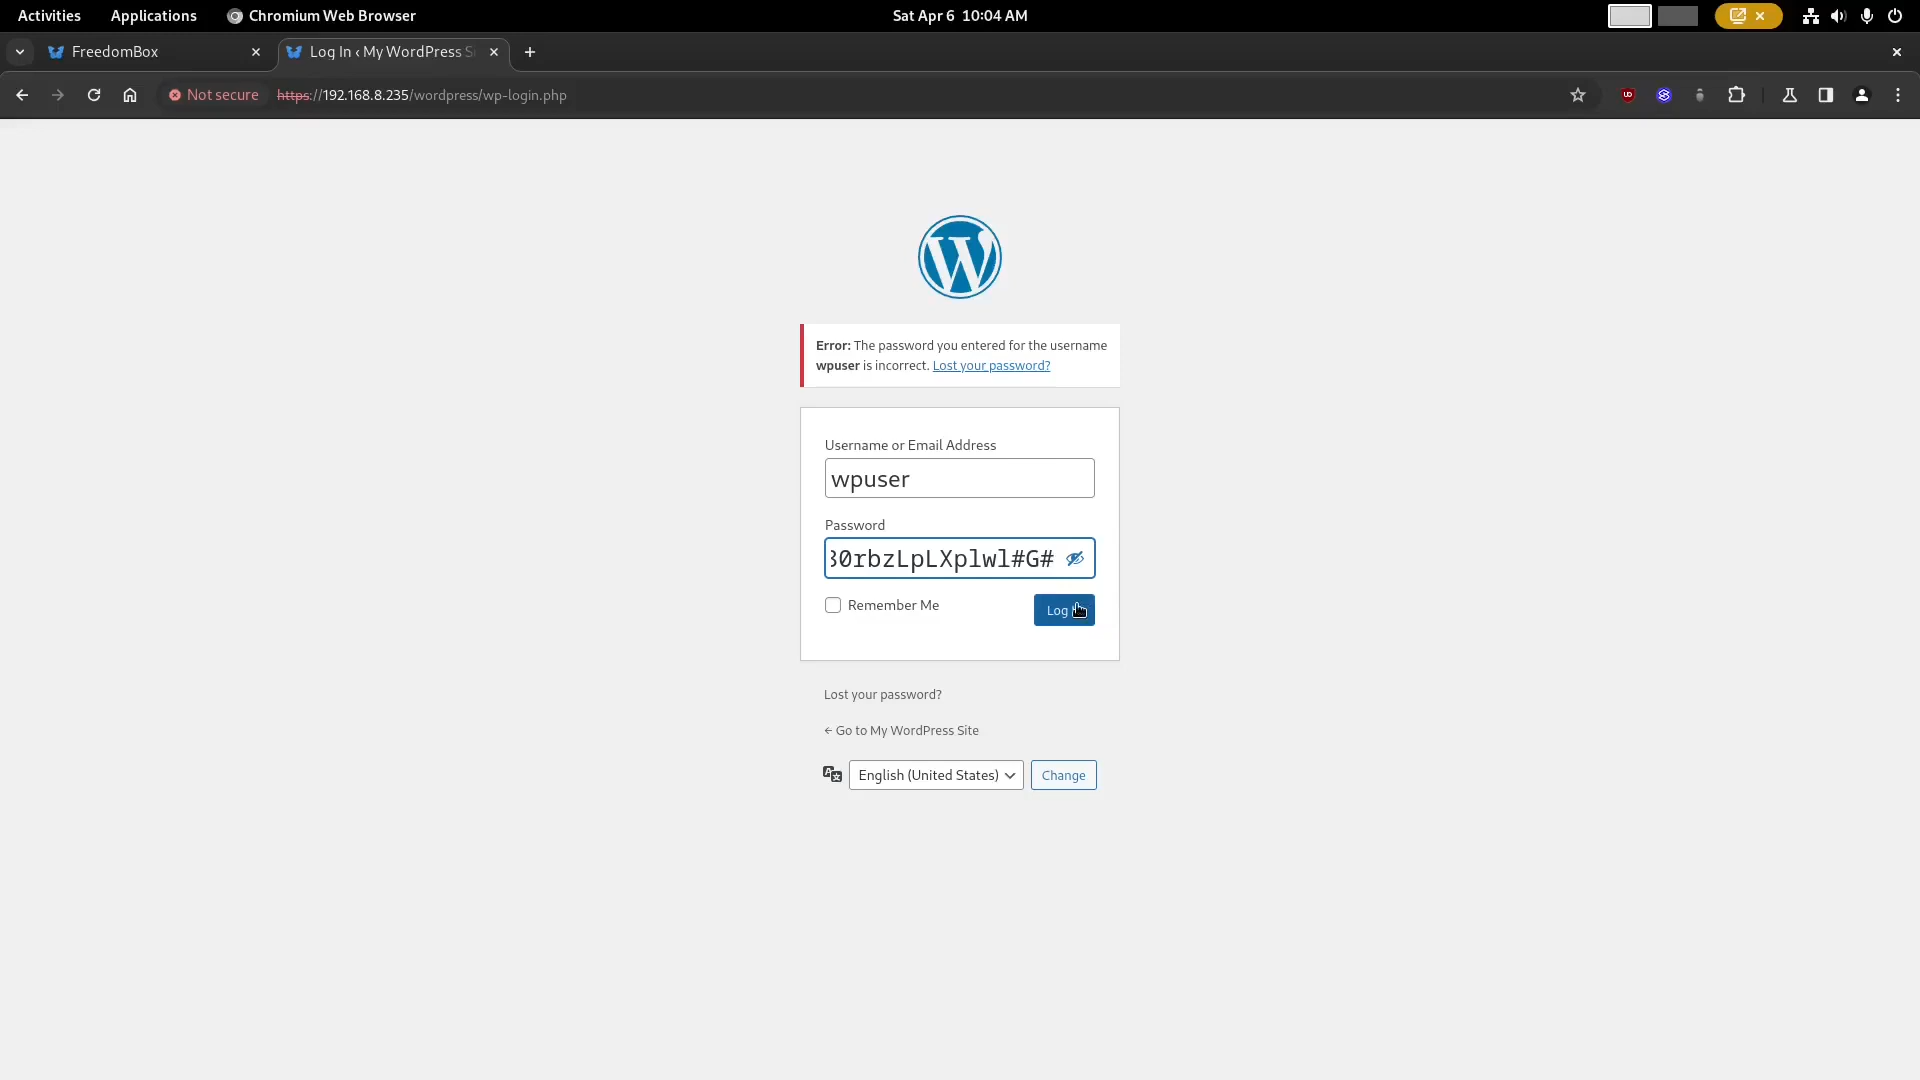 Activities Applications Chromium Web Browser Sat Apr 6 10:04 AM
FreedomBox Log In ‹ My WordPress S
Not secure https://192.168.8.235/wordpress/wp-login.php
Error: The password you entered for the username
wpuser is incorrect. Lost your password?
Username or Email Address
wpuser
Password
30rbzLpLXplwl#G#
Remember Me Log
Lost your password?
← Go to My WordPress Site
English (United States) Change